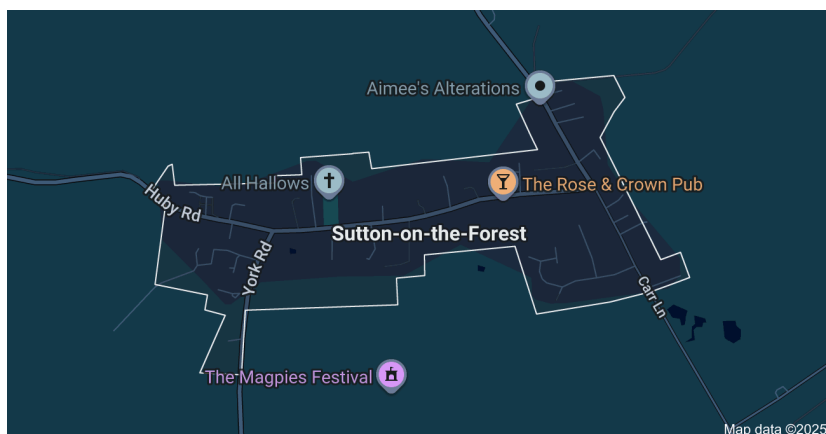 Aimee's Alterations
All Hallows
The Rose & Crown Pub
Huby Rd
Sutton-on-the-Forest
York Rd
Carr Ln
The Magpies Festival
Map data ©2025